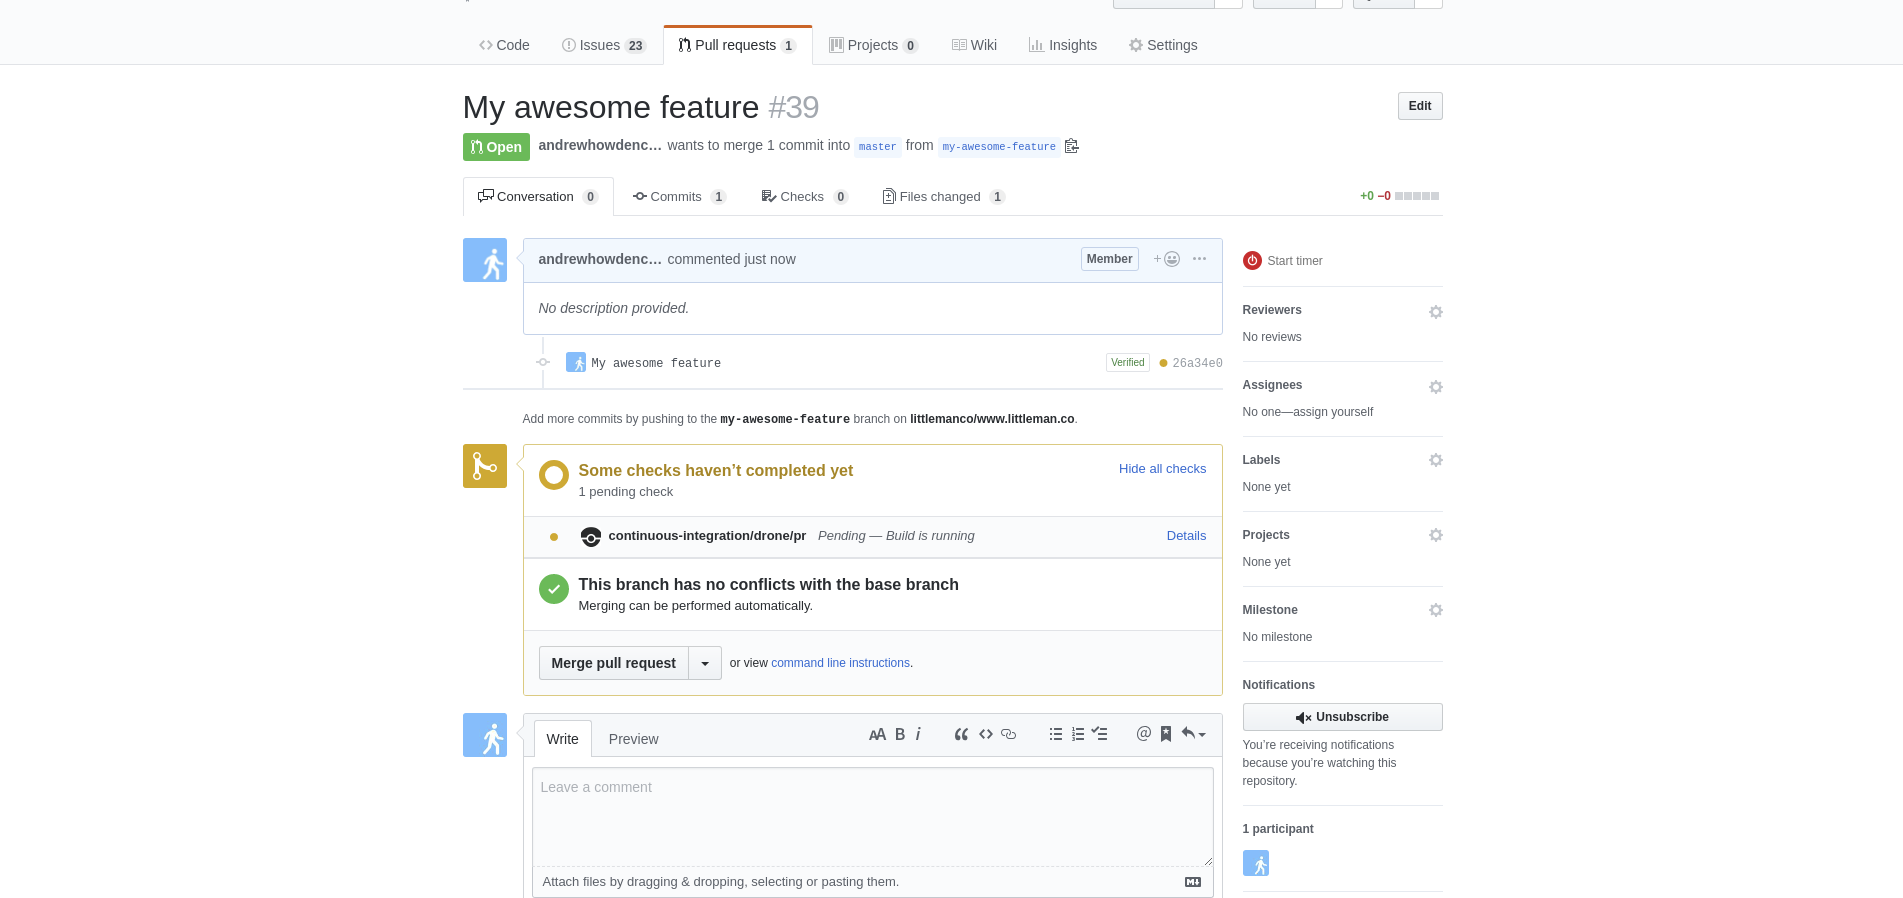 Code Issues 23 Pull requests 1 Projects 0 Wiki Insights Settings
My awesome feature #39
Edit
Open andrewhowdenc… wants to merge 1 commit into master from my-awesome-feature
Conversation 0 Commits 1 Checks 0 Files changed 1
+0 −0
andrewhowdenc… commented just now
Member
No description provided.
My awesome feature
Verified 26a34e0
Add more commits by pushing to the my-awesome-feature branch on littlemanco/www.littleman.co.
Some checks haven’t completed yet
Hide all checks
1 pending check
continuous-integration/drone/pr Pending — Build is running
Details
This branch has no conflicts with the base branch
Merging can be performed automatically.
Merge pull request
or view command line instructions.
Write Preview
AA B i
@
Leave a comment
Attach files by dragging & dropping, selecting or pasting them.
M
Start timer
Reviewers
No reviews
Assignees
No one—assign yourself
Labels
None yet
Projects
None yet
Milestone
No milestone
Notifications
Unsubscribe
You’re receiving notifications
because you’re watching this
repository.
1 participant